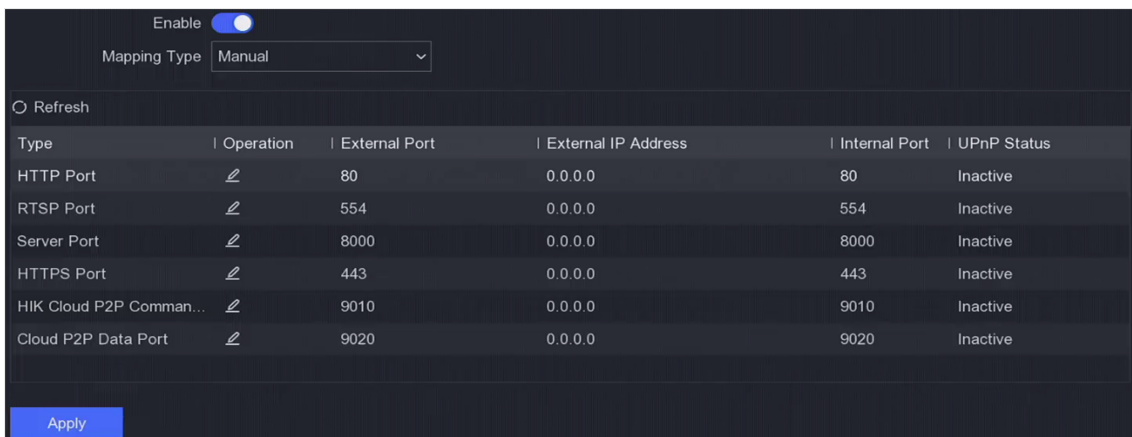 Enable
Mapping Type Manual
Refresh
Type Operation External Port External IP Address Internal Port UPnP Status
HTTP Port 80 0.0.0.0 80 Inactive
RTSP Port 554 0.0.0.0 554 Inactive
Server Port 8000 0.0.0.0 8000 Inactive
HTTPS Port 443 0.0.0.0 443 Inactive
HIK Cloud P2P Comman... 9010 0.0.0.0 9010 Inactive
Cloud P2P Data Port 9020 0.0.0.0 9020 Inactive
Apply